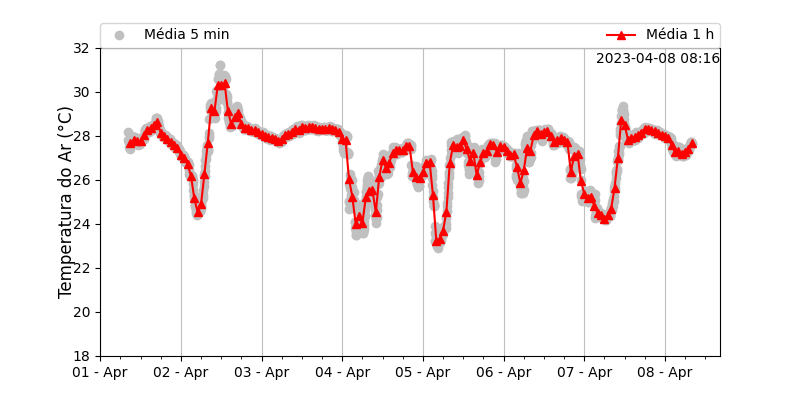 Média 5 min
Média 1 h
2023-04-08 08:16
Temperatura do Ar (°C)
32
30
28
26
24
22
20
18
01 - Apr
02 - Apr
03 - Apr
04 - Apr
05 - Apr
06 - Apr
07 - Apr
08 - Apr